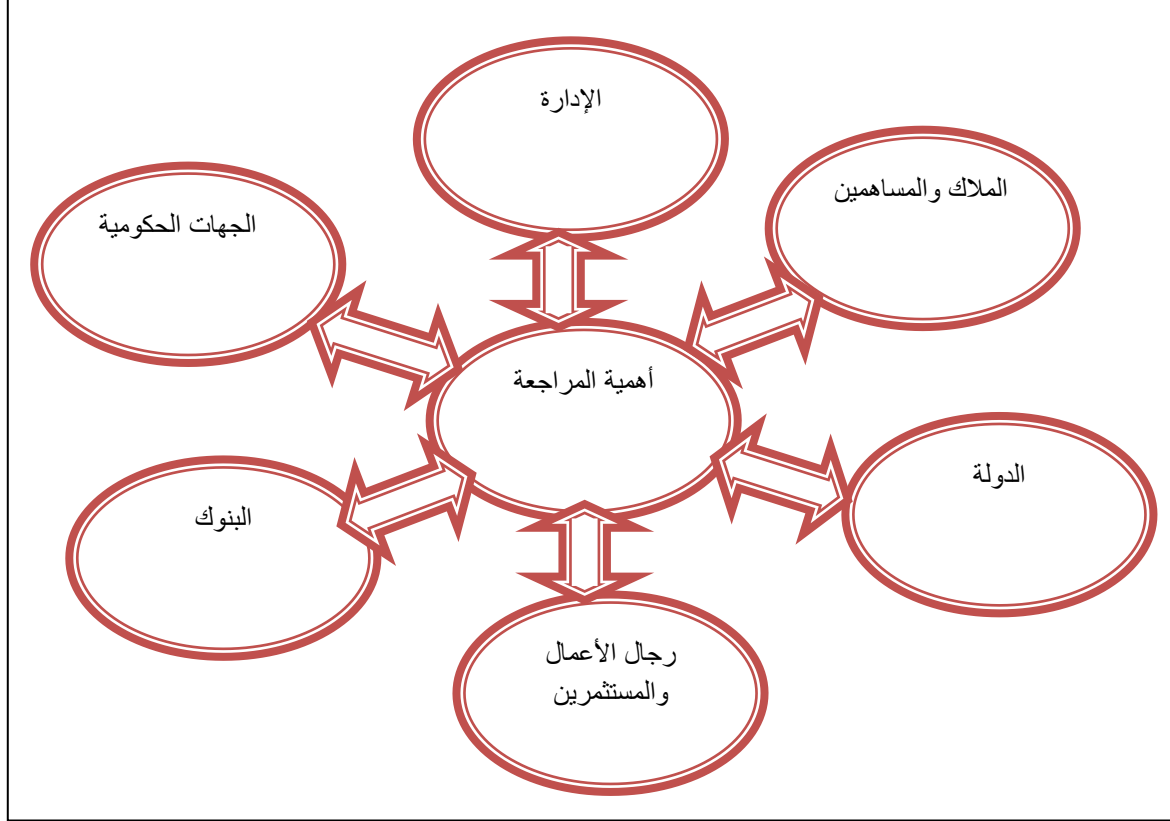 الإدارة
الملاك والمساهمين
الجهات الحكومية
أهمية المراجعة
الدولة
البنوك
رجال الأعمال
والمستثمرين